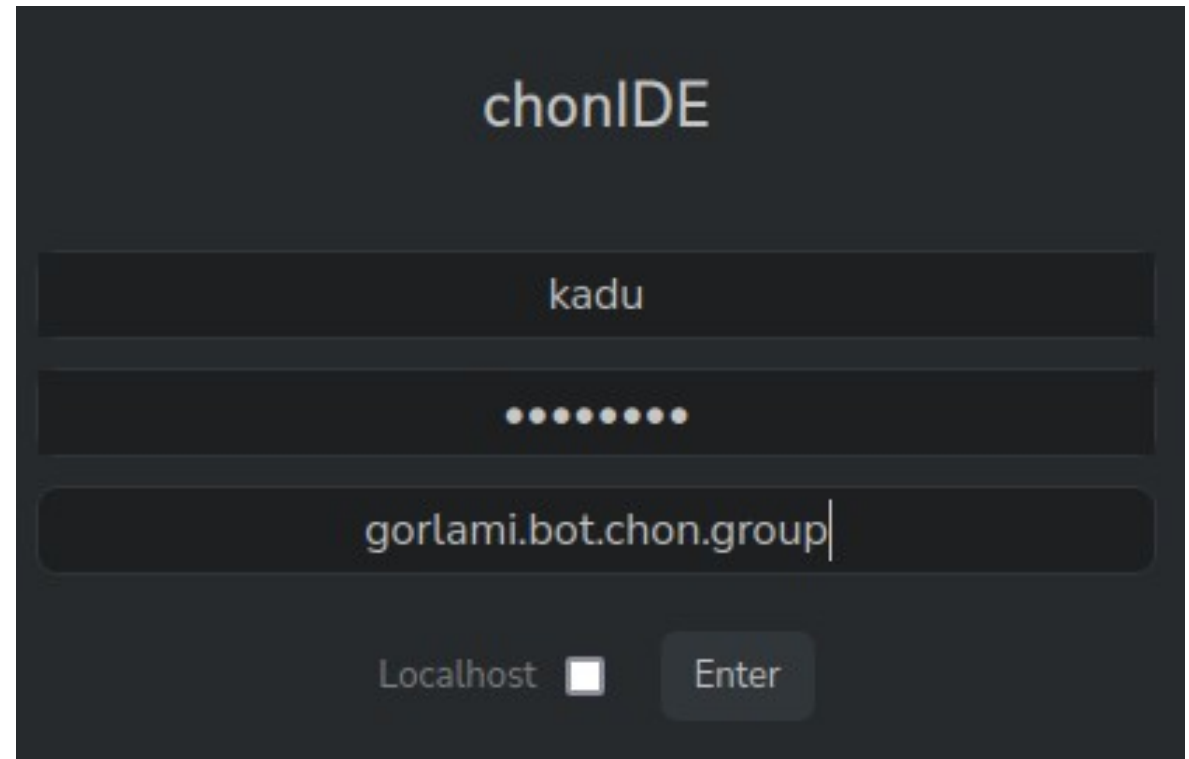 chonIDE
kadu
••••••••
gorlami.bot.chon.group
Localhost
Enter